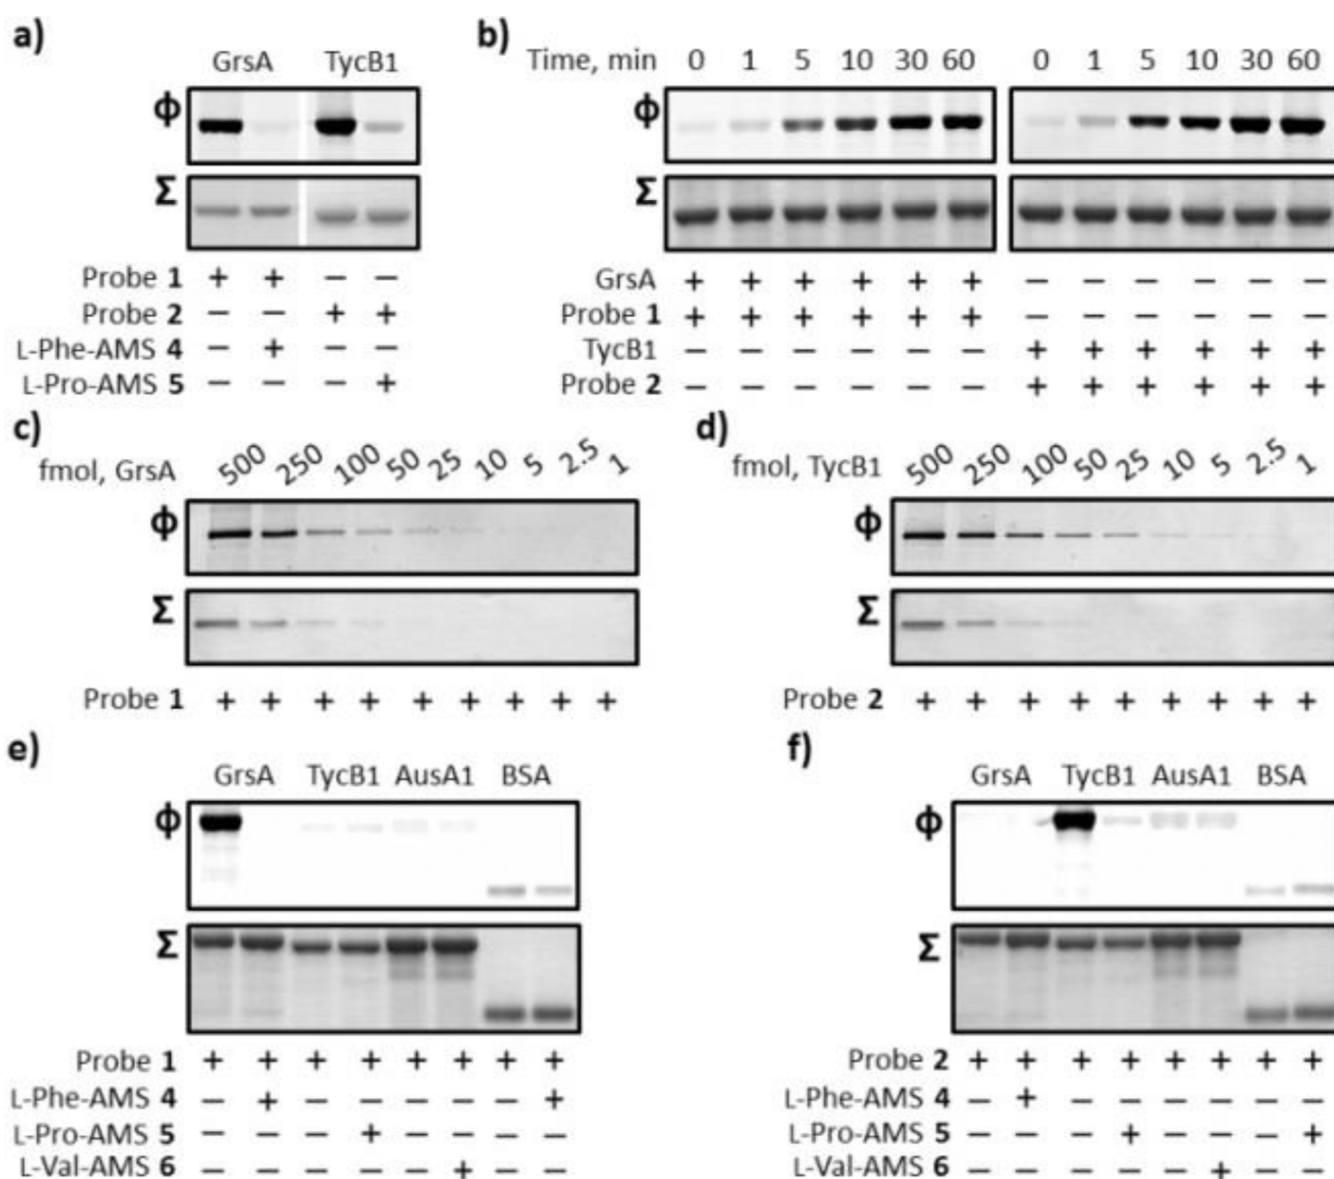 a)
GrsA TycB1
Φ
Σ
Probe 1 + + − −
Probe 2 − − + +
L-Phe-AMS 4 − + − −
L-Pro-AMS 5 − − − +
b)
Time, min 0 1 5 10 30 60 0 1 5 10 30 60
Φ
Σ
GrsA + + + + + + − − − − − −
Probe 1 + + + + + + − − − − − −
TycB1 − − − − − − + + + + + +
Probe 2 − − − − − − + + + + + +
c)
fmol, GrsA 500 250 100 50 25 10 5 2.5 1
Φ
Σ
Probe 1 + + + + + + + + +
d)
fmol, TycB1 500 250 100 50 25 10 5 2.5 1
Φ
Σ
Probe 2 + + + + + + + + +
e)
GrsA TycB1 AusA1 BSA
Φ
Σ
Probe 1 + + + + + + + +
L-Phe-AMS 4 − + − − − − − +
L-Pro-AMS 5 − − − + − − − −
L-Val-AMS 6 − − − − − + − −
f)
GrsA TycB1 AusA1 BSA
Φ
Σ
Probe 2 + + + + + + + +
L-Phe-AMS 4 − + − − − − − −
L-Pro-AMS 5 − − − + − − − +
L-Val-AMS 6 − − − − − + − −